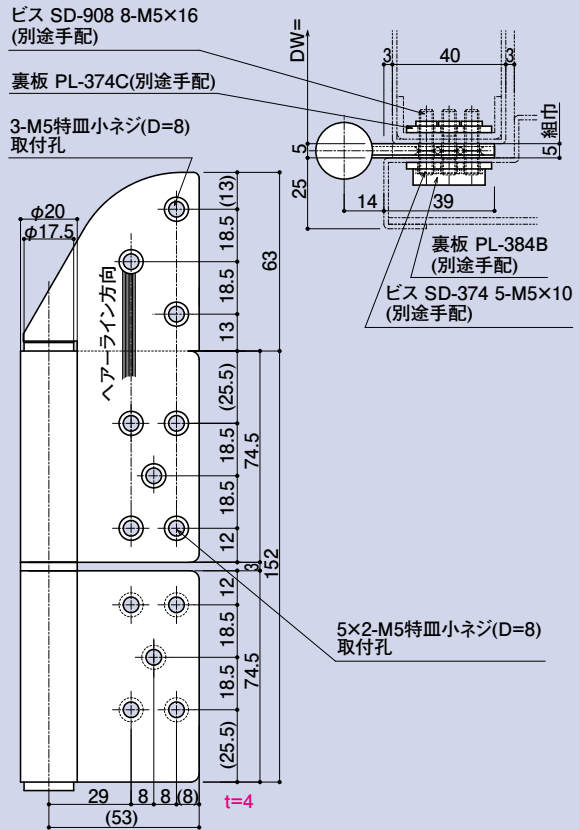 ビス SD-908 8-M5×16
(別途手配)
裏板 PL-374C(別途手配)
3-M5特皿小ネジ(D=8)
取付孔
φ20
φ17.5
ヘアーライン方向
(13)
18.5
18.5
13
63
(25.5)
18.5
18.5
12
74.5
3
152
12
18.5
18.5
(25.5)
74.5
29
8
8
(8)
(53)
t=4
5×2-M5特皿小ネジ(D=8)
取付孔
DW=
3
40
3
5
25
5
組巾
14
39
裏板 PL-384B
(別途手配)
ビス SD-374 5-M5×10
(別途手配)